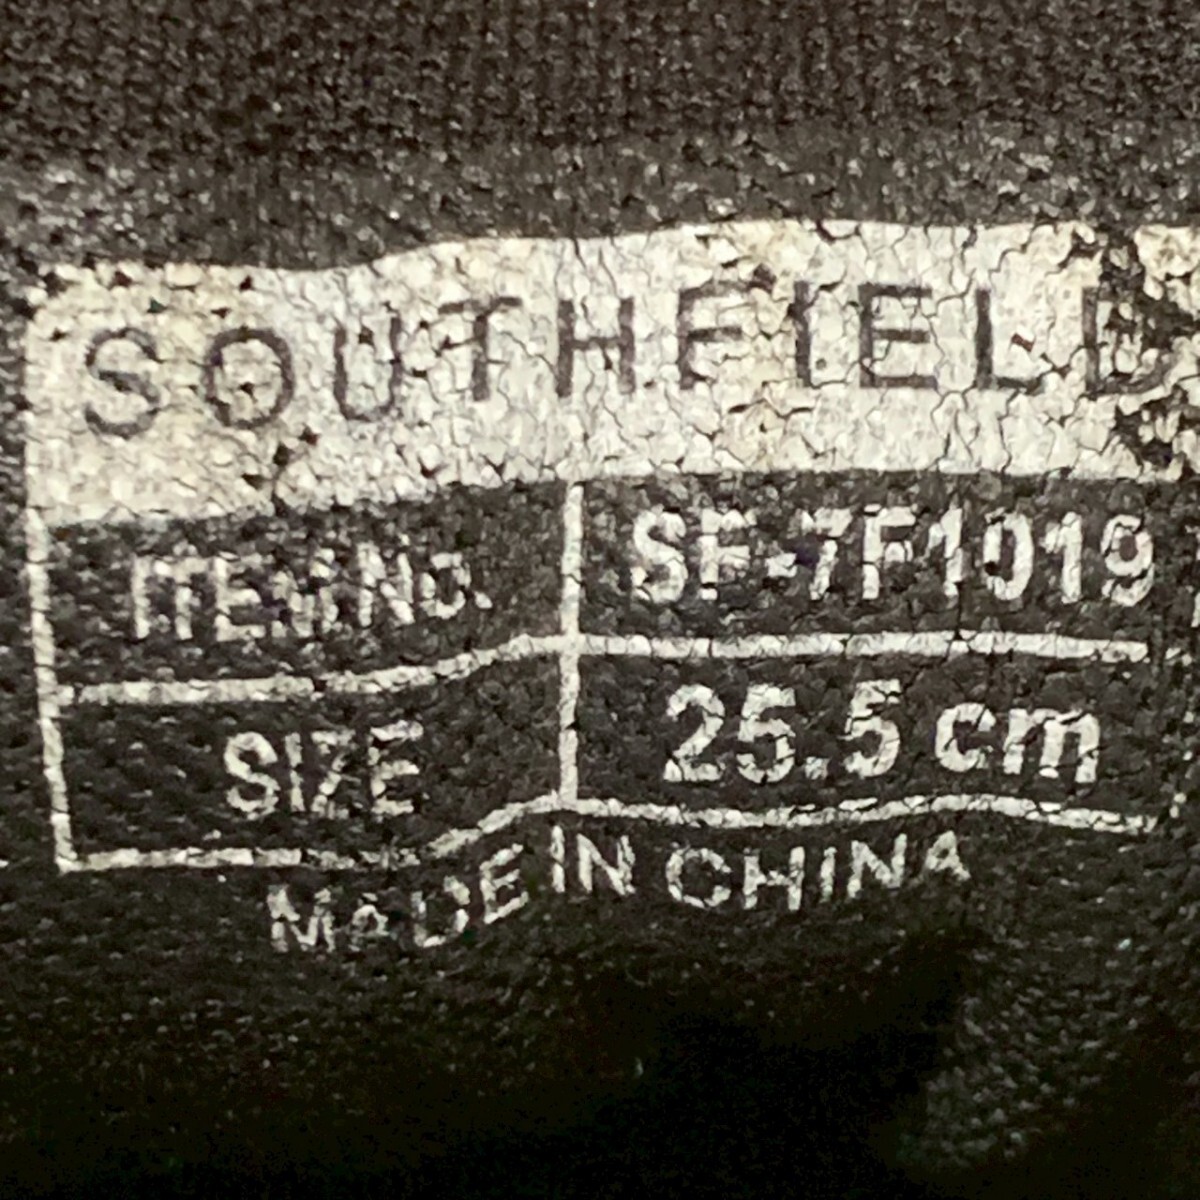 SOUTHFIELD
ITEM NO. SF-7F1019
SIZE 25.5 cm
MADE IN CHINA